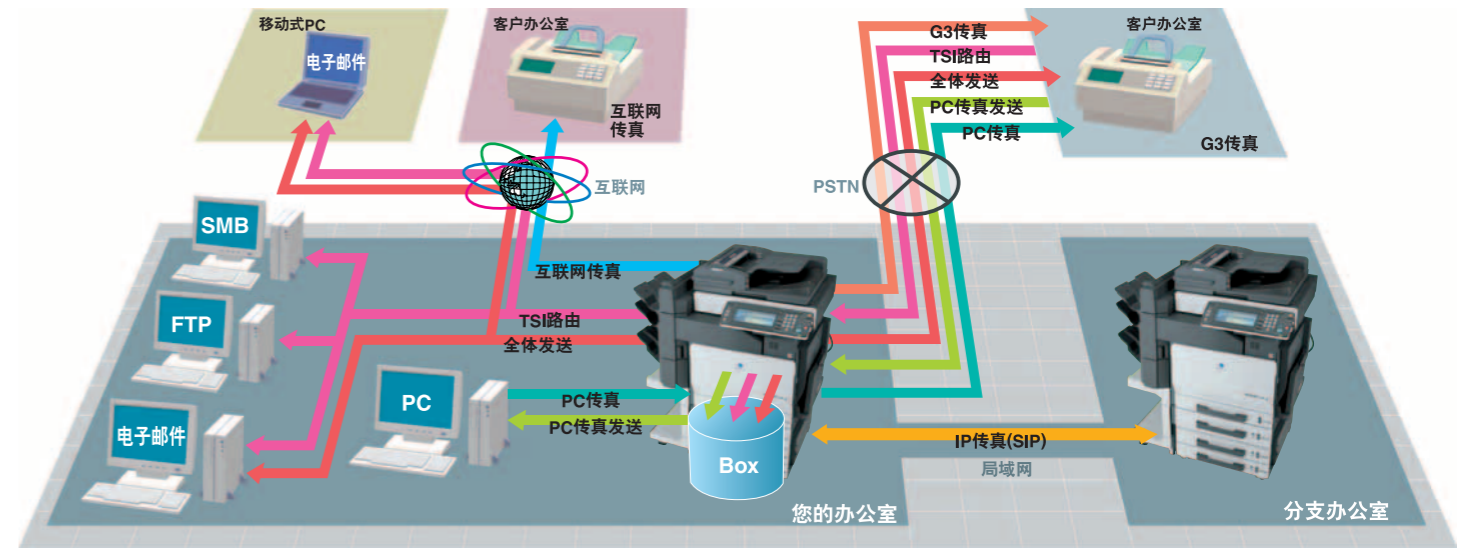 移动式PC
电子邮件
客户办公室
互联网
传真
G3传真
TSI路由
全体发送
PC传真发送
PC传真
客户办公室
G3传真
互联网
PSTN
SMB
FTP
电子邮件
PC
互联网传真
TSI路由
全体发送
PC传真
PC传真发送
Box
IP传真(SIP)
局域网
您的办公室
分支办公室